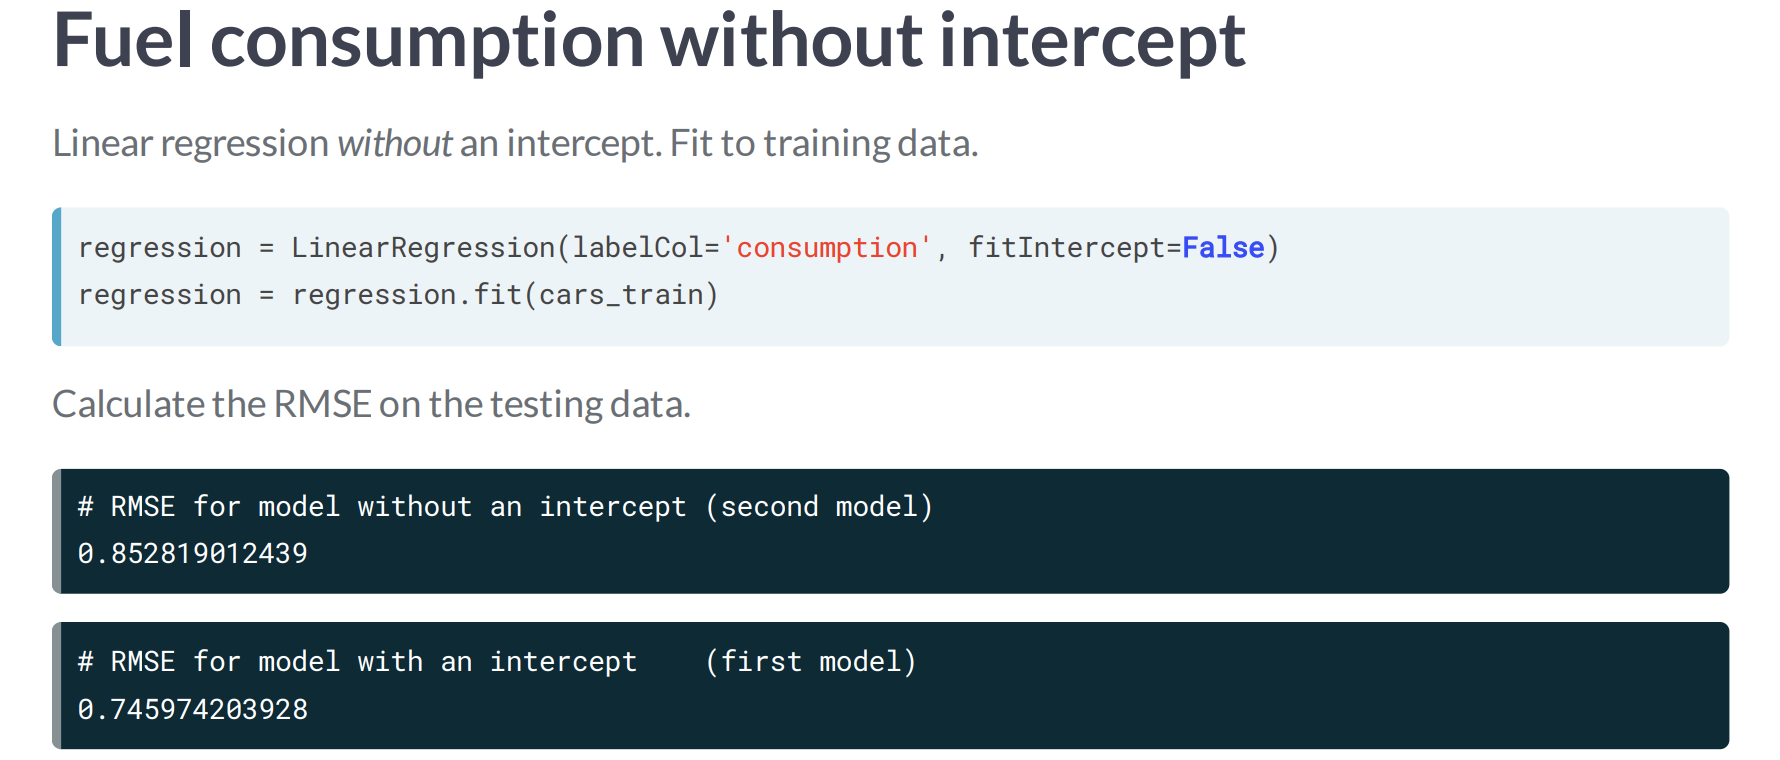 Fuel consumption without intercept
Linear regression without an intercept. Fit to training data.
regression = LinearRegression(labelCol='consumption', fitIntercept=False)
regression = regression.fit(cars_train)
Calculate the RMSE on the testing data.
# RMSE for model without an intercept (second model)
0.852819012439
# RMSE for model with an intercept    (first model)
0.745974203928